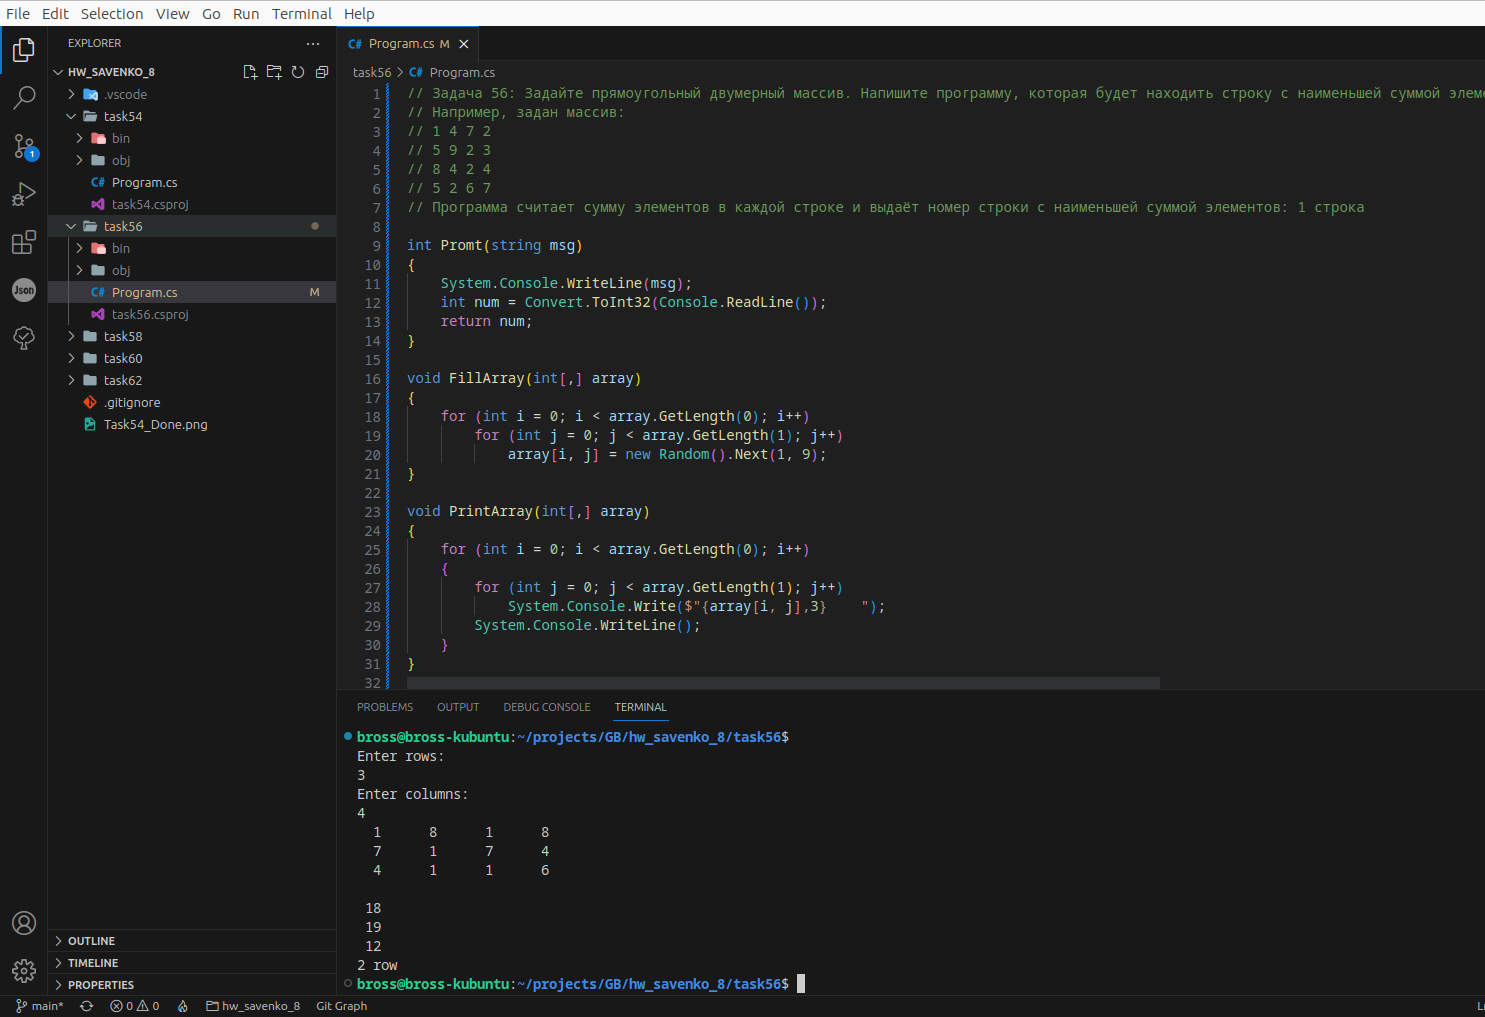 File Edit Selection View Go Run Terminal Help
EXPLORER
HW_SAVENKO_8
.vscode
task54
bin
obj
C# Program.cs
task54.csproj
task56
bin
obj
C# Program.cs M
task56.csproj
task58
task60
task62
.gitignore
Task54_Done.png
OUTLINE
TIMELINE
PROPERTIES
C# Program.cs M
task56 > C# Program.cs
1 // Задача 56: Задайте прямоугольный двумерный массив. Напишите программу, которая будет находить строку с наименьшей суммой элеме
2 // Например, задан массив:
3 // 1 4 7 2
4 // 5 9 2 3
5 // 8 4 2 4
6 // 5 2 6 7
7 // Программа считает сумму элементов в каждой строке и выдаёт номер строки с наименьшей суммой элементов: 1 строка
8
9 int Promt(string msg)
10 {
11 System.Console.WriteLine(msg);
12 int num = Convert.ToInt32(Console.ReadLine());
13 return num;
14 }
15
16 void FillArray(int[,] array)
17 {
18 for (int i = 0; i < array.GetLength(0); i++)
19 for (int j = 0; j < array.GetLength(1); j++)
20 array[i, j] = new Random().Next(1, 9);
21 }
22
23 void PrintArray(int[,] array)
24 {
25 for (int i = 0; i < array.GetLength(0); i++)
26 {
27 for (int j = 0; j < array.GetLength(1); j++)
28 System.Console.Write($"{array[i, j],3}    ");
29 System.Console.WriteLine();
30 }
31 }
32
PROBLEMS OUTPUT DEBUG CONSOLE TERMINAL
bross@bross-kubuntu:~/projects/GB/hw_savenko_8/task56$
Enter rows:
3
Enter columns:
4
1 8 1 8
7 1 7 4
4 1 1 6
18
19
12
2 row
bross@bross-kubuntu:~/projects/GB/hw_savenko_8/task56$
1
Json
main* 0 0 hw_savenko_8 Git Graph